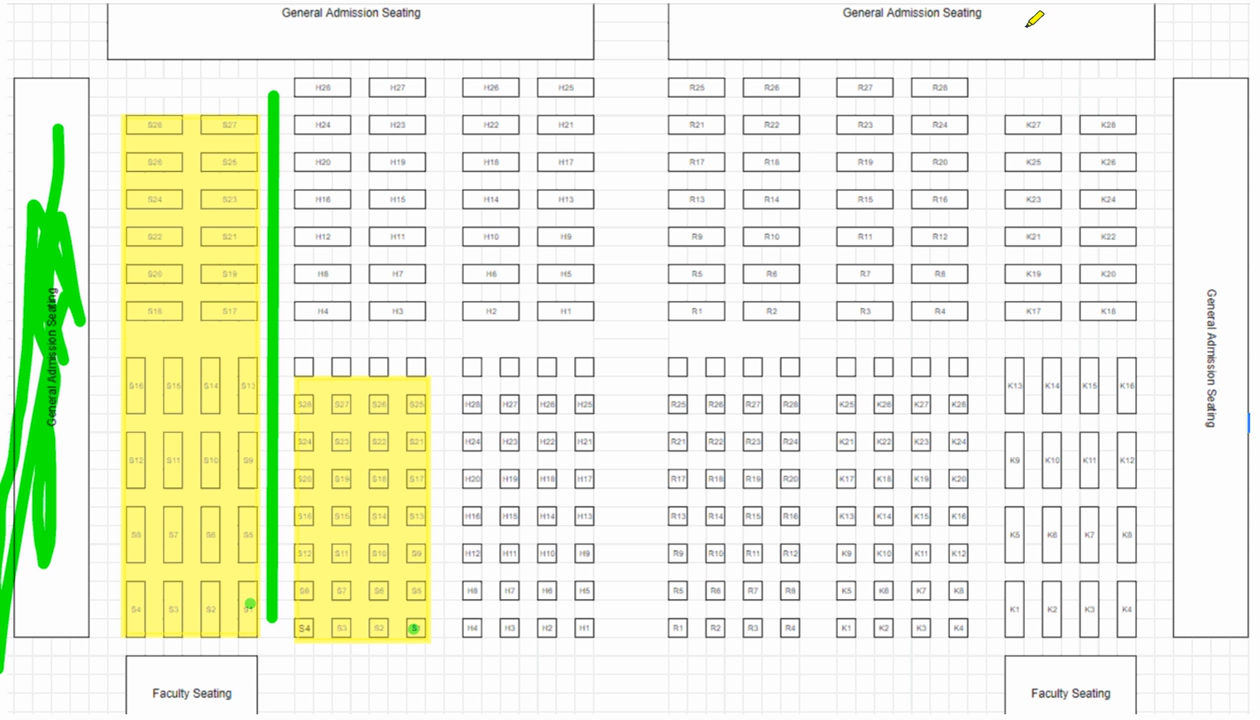 General Admission Seating General Admission Seating
H28 H27 H26 H25 R25 R26 R27 R28
S28 S27 H24 H23 H22 H21 R21 R22 R23 R24 K27 K28
S26 S25 H20 H19 H18 H17 R17 R18 R19 R20 K25 K26
S24 S23 H16 H15 H14 H13 R13 R14 R15 R16 K23 K24
S22 S21 H12 H11 H10 H9 R9 R10 R11 R12 K21 K22
S20 S19 H8 H7 H6 H5 R5 R6 R7 R8 K19 K20
S18 S17 H4 H3 H2 H1 R1 R2 R3 R4 K17 K18
General Admission Seating
General Admission Seating
S16 S15 S14 S13 K13 K14 K15 K16
S28 S27 S26 S25 H28 H27 H26 H25 R25 R26 R27 R28 K25 K26 K27 K28
S24 S23 S22 S21 H24 H23 H22 H21 R21 R22 R23 R24 K21 K22 K23 K24
S12 S11 S10 S9 K9 K10 K11 K12
S20 S19 S18 S17 H20 H19 H18 H17 R17 R18 R19 R20 K17 K18 K19 K20
S16 S15 S14 S13 H16 H15 H14 H13 R13 R14 R15 R16 K13 K14 K15 K16
S8 S7 S6 S5 K5 K6 K7 K8
S12 S11 S10 S9 H12 H11 H10 H9 R9 R10 R11 R12 K9 K10 K11 K12
S8 S7 S6 S5 H8 H7 H6 H5 R5 R6 R7 R8 K5 K6 K7 K8
S4 S3 S2 S1 K1 K2 K3 K4
S4 S3 S2 H4 H3 H2 H1 R1 R2 R3 R4 K1 K2 K3 K4
Faculty Seating Faculty Seating